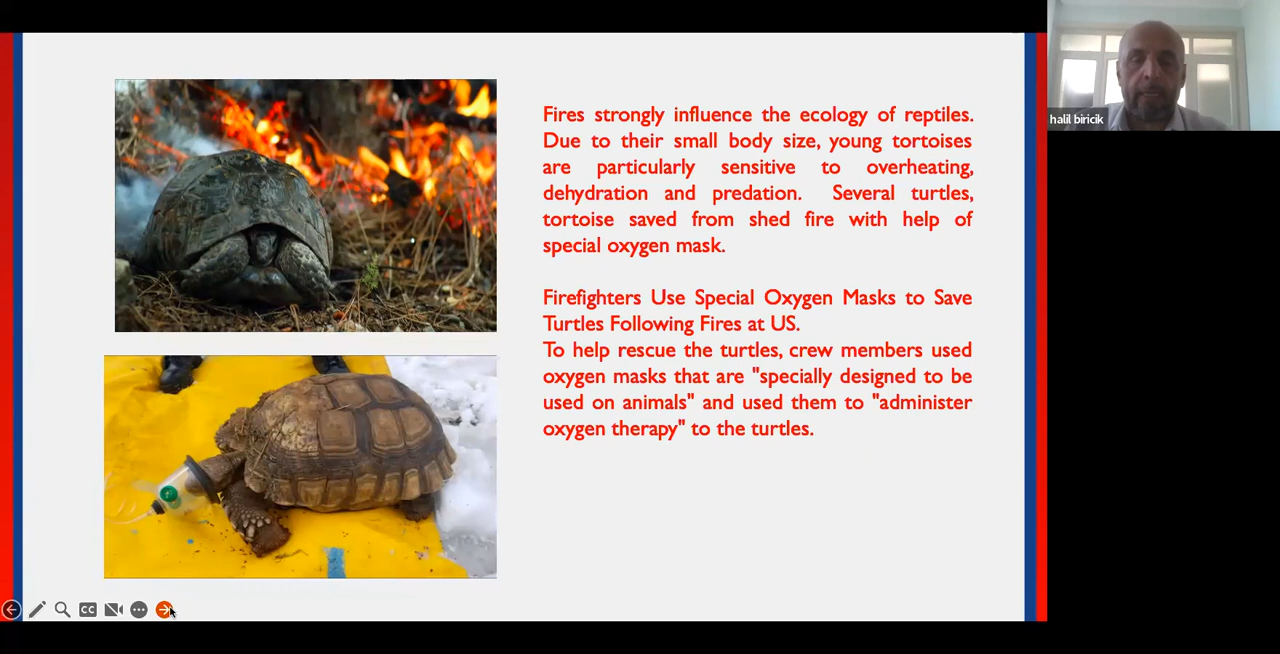 Fires strongly influence the ecology of reptiles.
Due to their small body size, young tortoises
are particularly sensitive to overheating,
dehydration and predation. Several turtles,
tortoise saved from shed fire with help of
special oxygen mask.
Firefighters Use Special Oxygen Masks to Save
Turtles Following Fires at US.
To help rescue the turtles, crew members used
oxygen masks that are "specially designed to be
used on animals" and used them to "administer
oxygen therapy" to the turtles.
halil biricik
CC